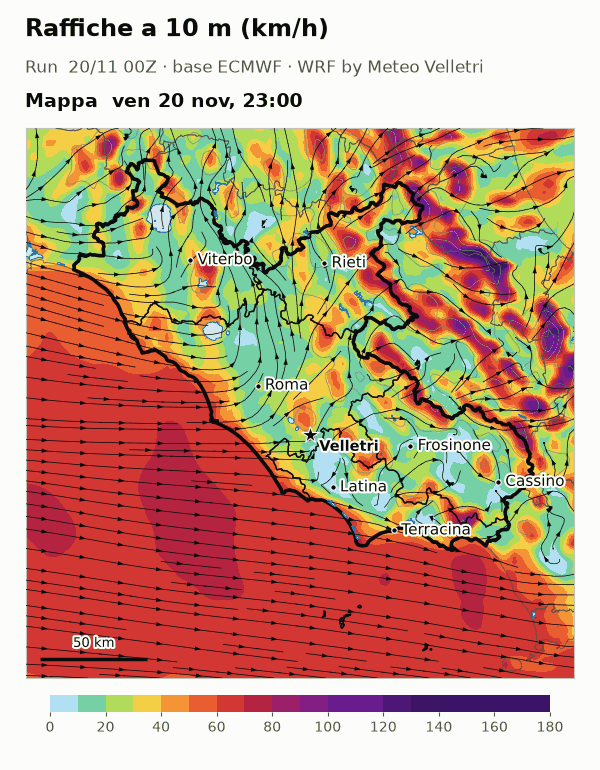 Raffiche a 10 m (km/h)
Run  20/11 00Z · base ECMWF · WRF by Meteo Velletri
Mappa  ven 20 nov, 23:00
Viterbo
Rieti
Roma
Velletri
Frosinone
Latina
Cassino
Terracina
50 km
0 20 40 60 80 100 120 140 160 180